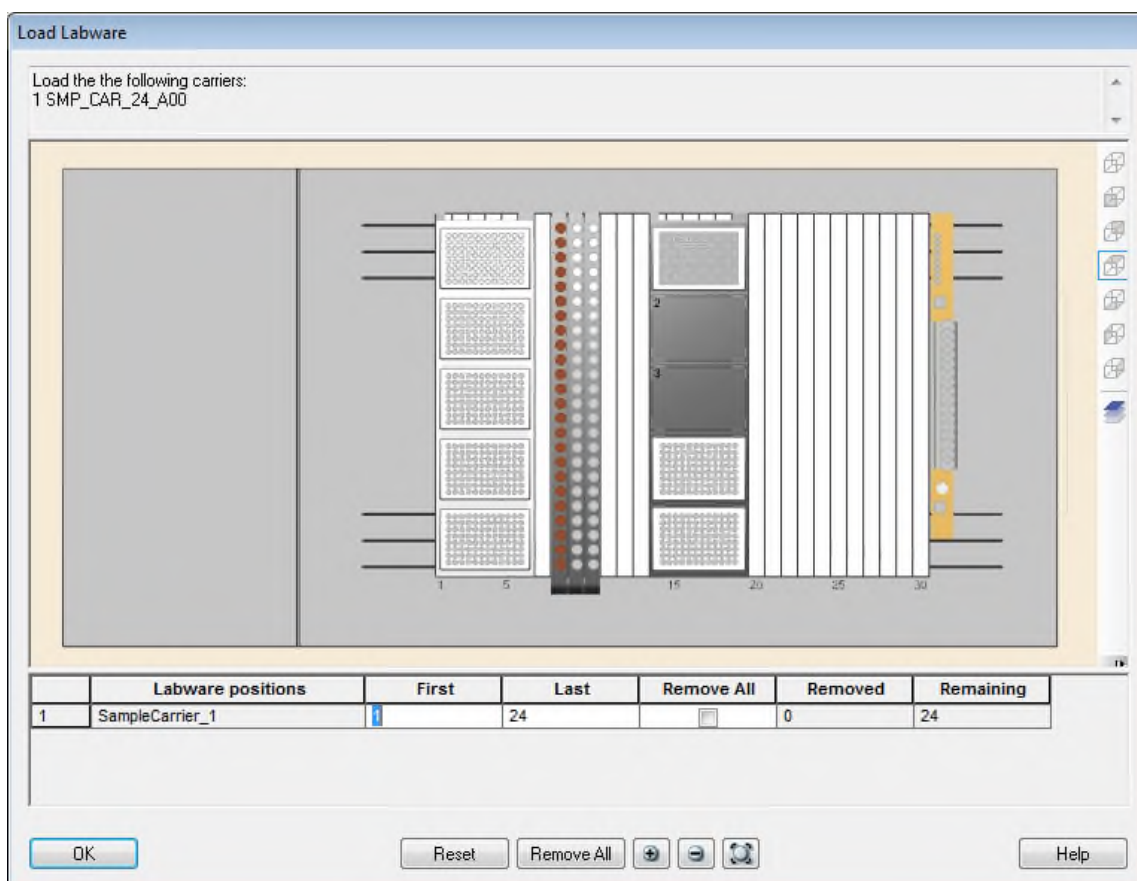 Load Labware
Load the the following carriers:
1 SMP_CAR_24_A00
2
3
1 5 15 20 25 30
Labware positions First Last Remove All Removed Remaining
1 SampleCarrier_1 1 24 0 24
OK Reset Remove All Help